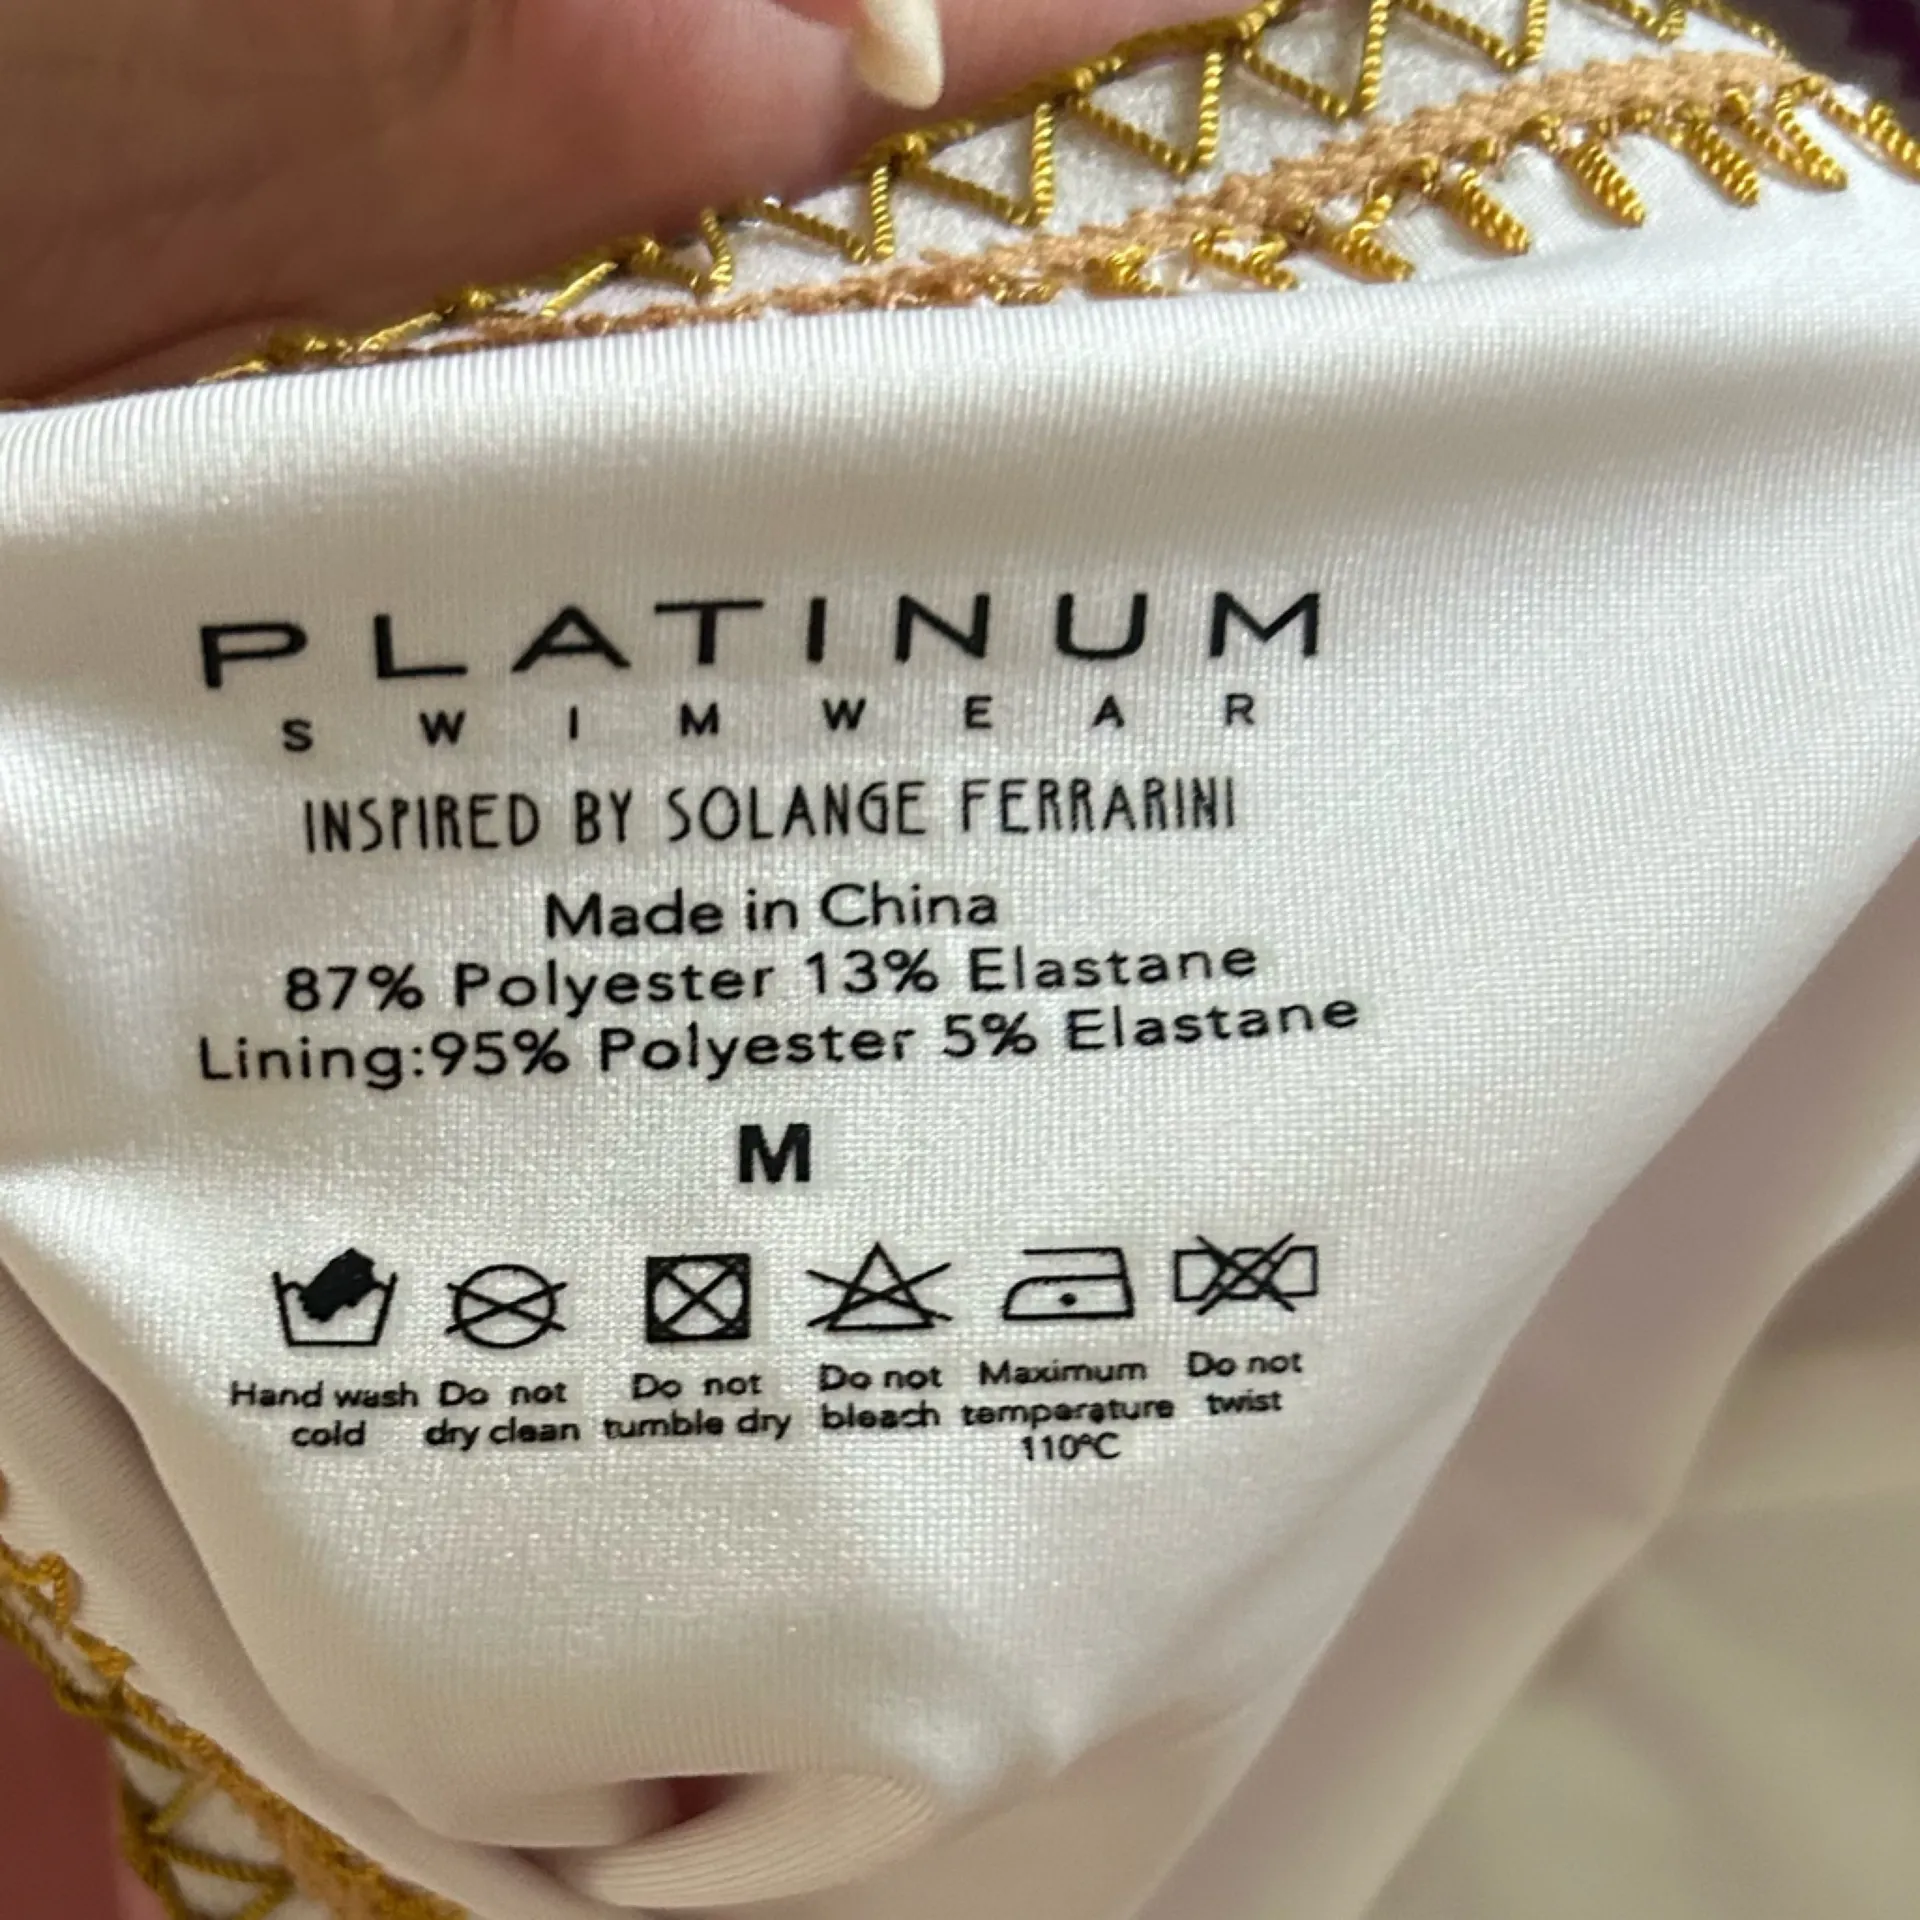 PLATINUM
SWIMWEAR
INSPIRED BY SOLANGE FERRARINI
Made in China
87% Polyester 13% Elastane
Lining:95% Polyester 5% Elastane
M
Hand wash cold
Do not dry clean
Do not tumble dry
Do not bleach
Maximum temperature 110°C
Do not twist